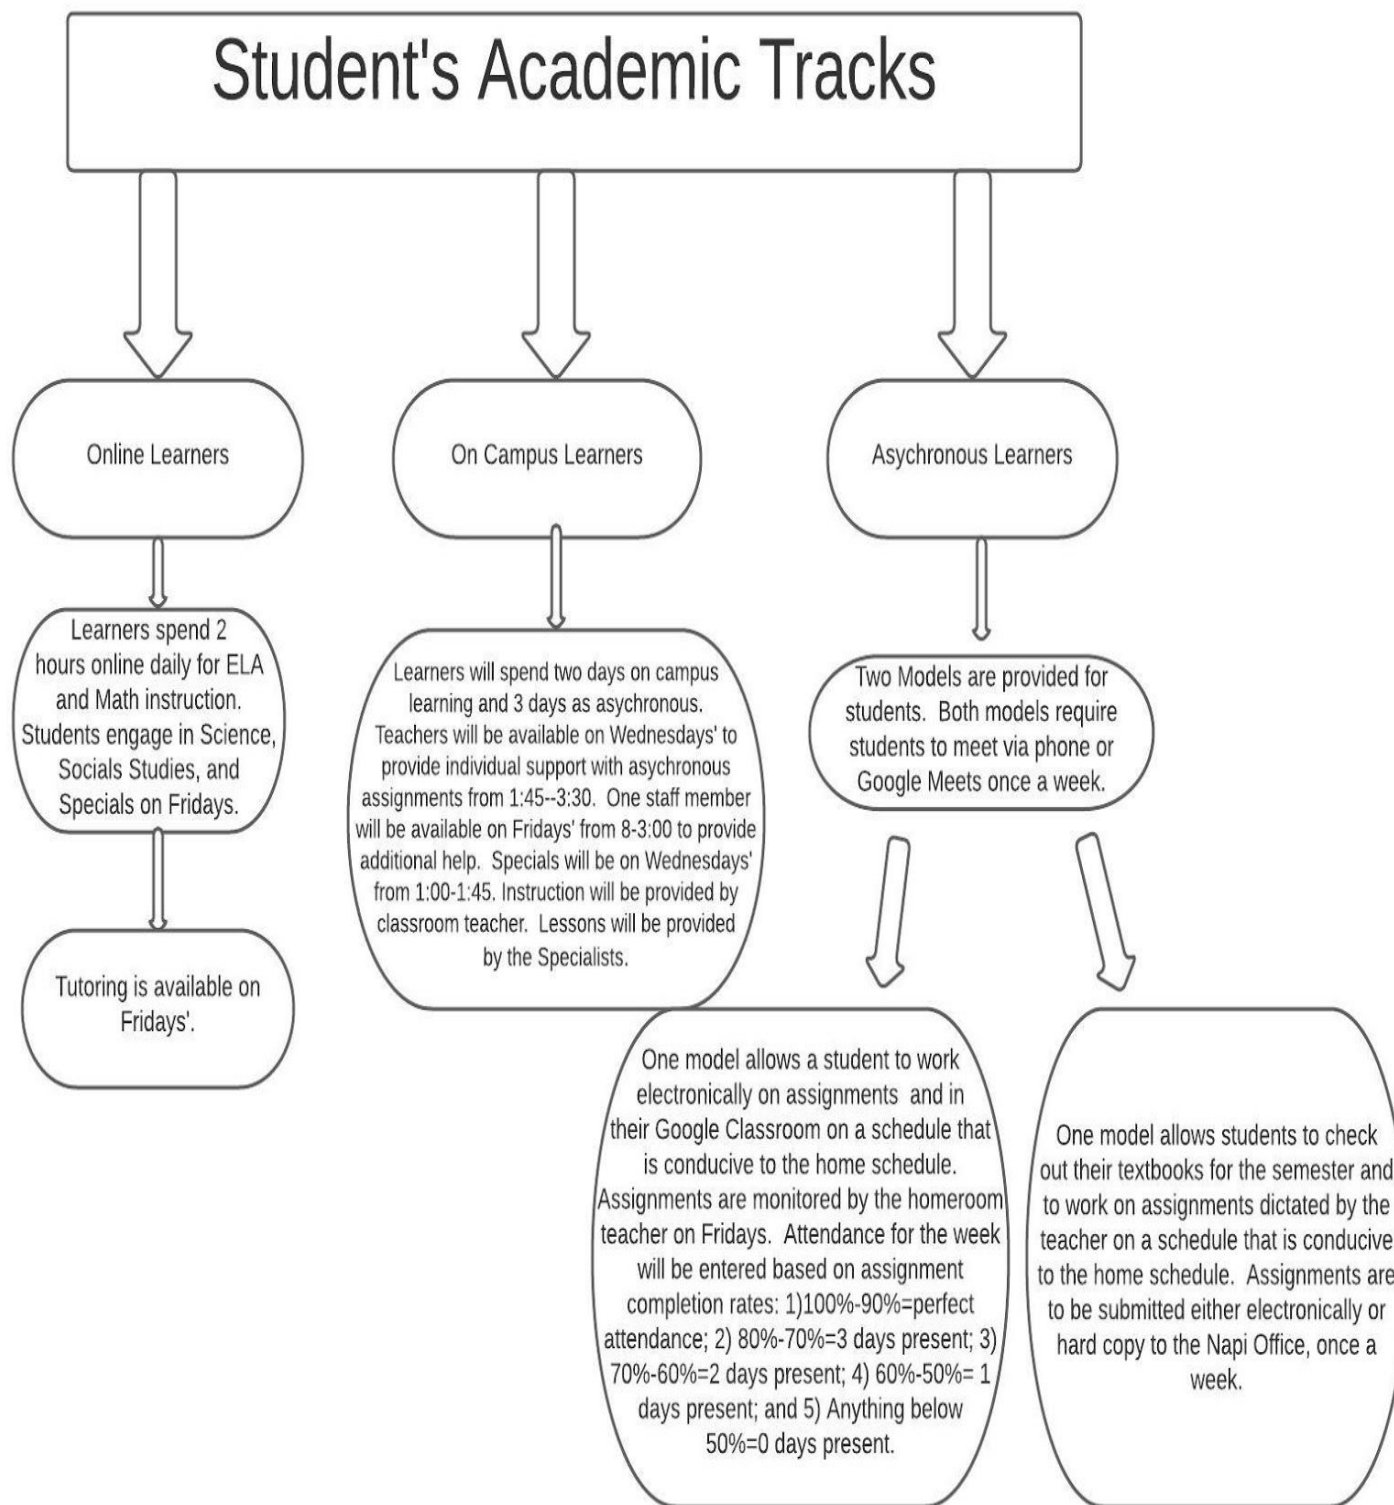 Student's Academic Tracks
Online Learners
On Campus Learners
Asychronous Learners
Learners spend 2
hours online daily for ELA
and Math instruction.
Students engage in Science,
Socials Studies, and
Specials on Fridays.
Tutoring is available on
Fridays'.
Learners will spend two days on campus
learning and 3 days as asychronous.
Teachers will be available on Wednesdays' to
provide individual support with asychronous
assignments from 1:45--3:30.  One staff member
will be available on Fridays' from 8-3:00 to provide
additional help.  Specials will be on Wednesdays'
from 1:00-1:45. Instruction will be provided by
classroom teacher.  Lessons will be provided
by the Specialists.
Two Models are provided for
students.  Both models require
students to meet via phone or
Google Meets once a week.
One model allows a student to work
electronically on assignments  and in
their Google Classroom on a schedule that
is conducive to the home schedule.
Assignments are monitored by the homeroom
teacher on Fridays.  Attendance for the week
will be entered based on assignment
completion rates: 1)100%-90%=perfect
attendance; 2) 80%-70%=3 days present; 3)
70%-60%=2 days present; 4) 60%-50%= 1
days present; and 5) Anything below
50%=0 days present.
One model allows students to check
out their textbooks for the semester and
to work on assignments dictated by the
teacher on a schedule that is conducive
to the home schedule.  Assignments are
to be submitted either electronically or
hard copy to the Napi Office, once a
week.